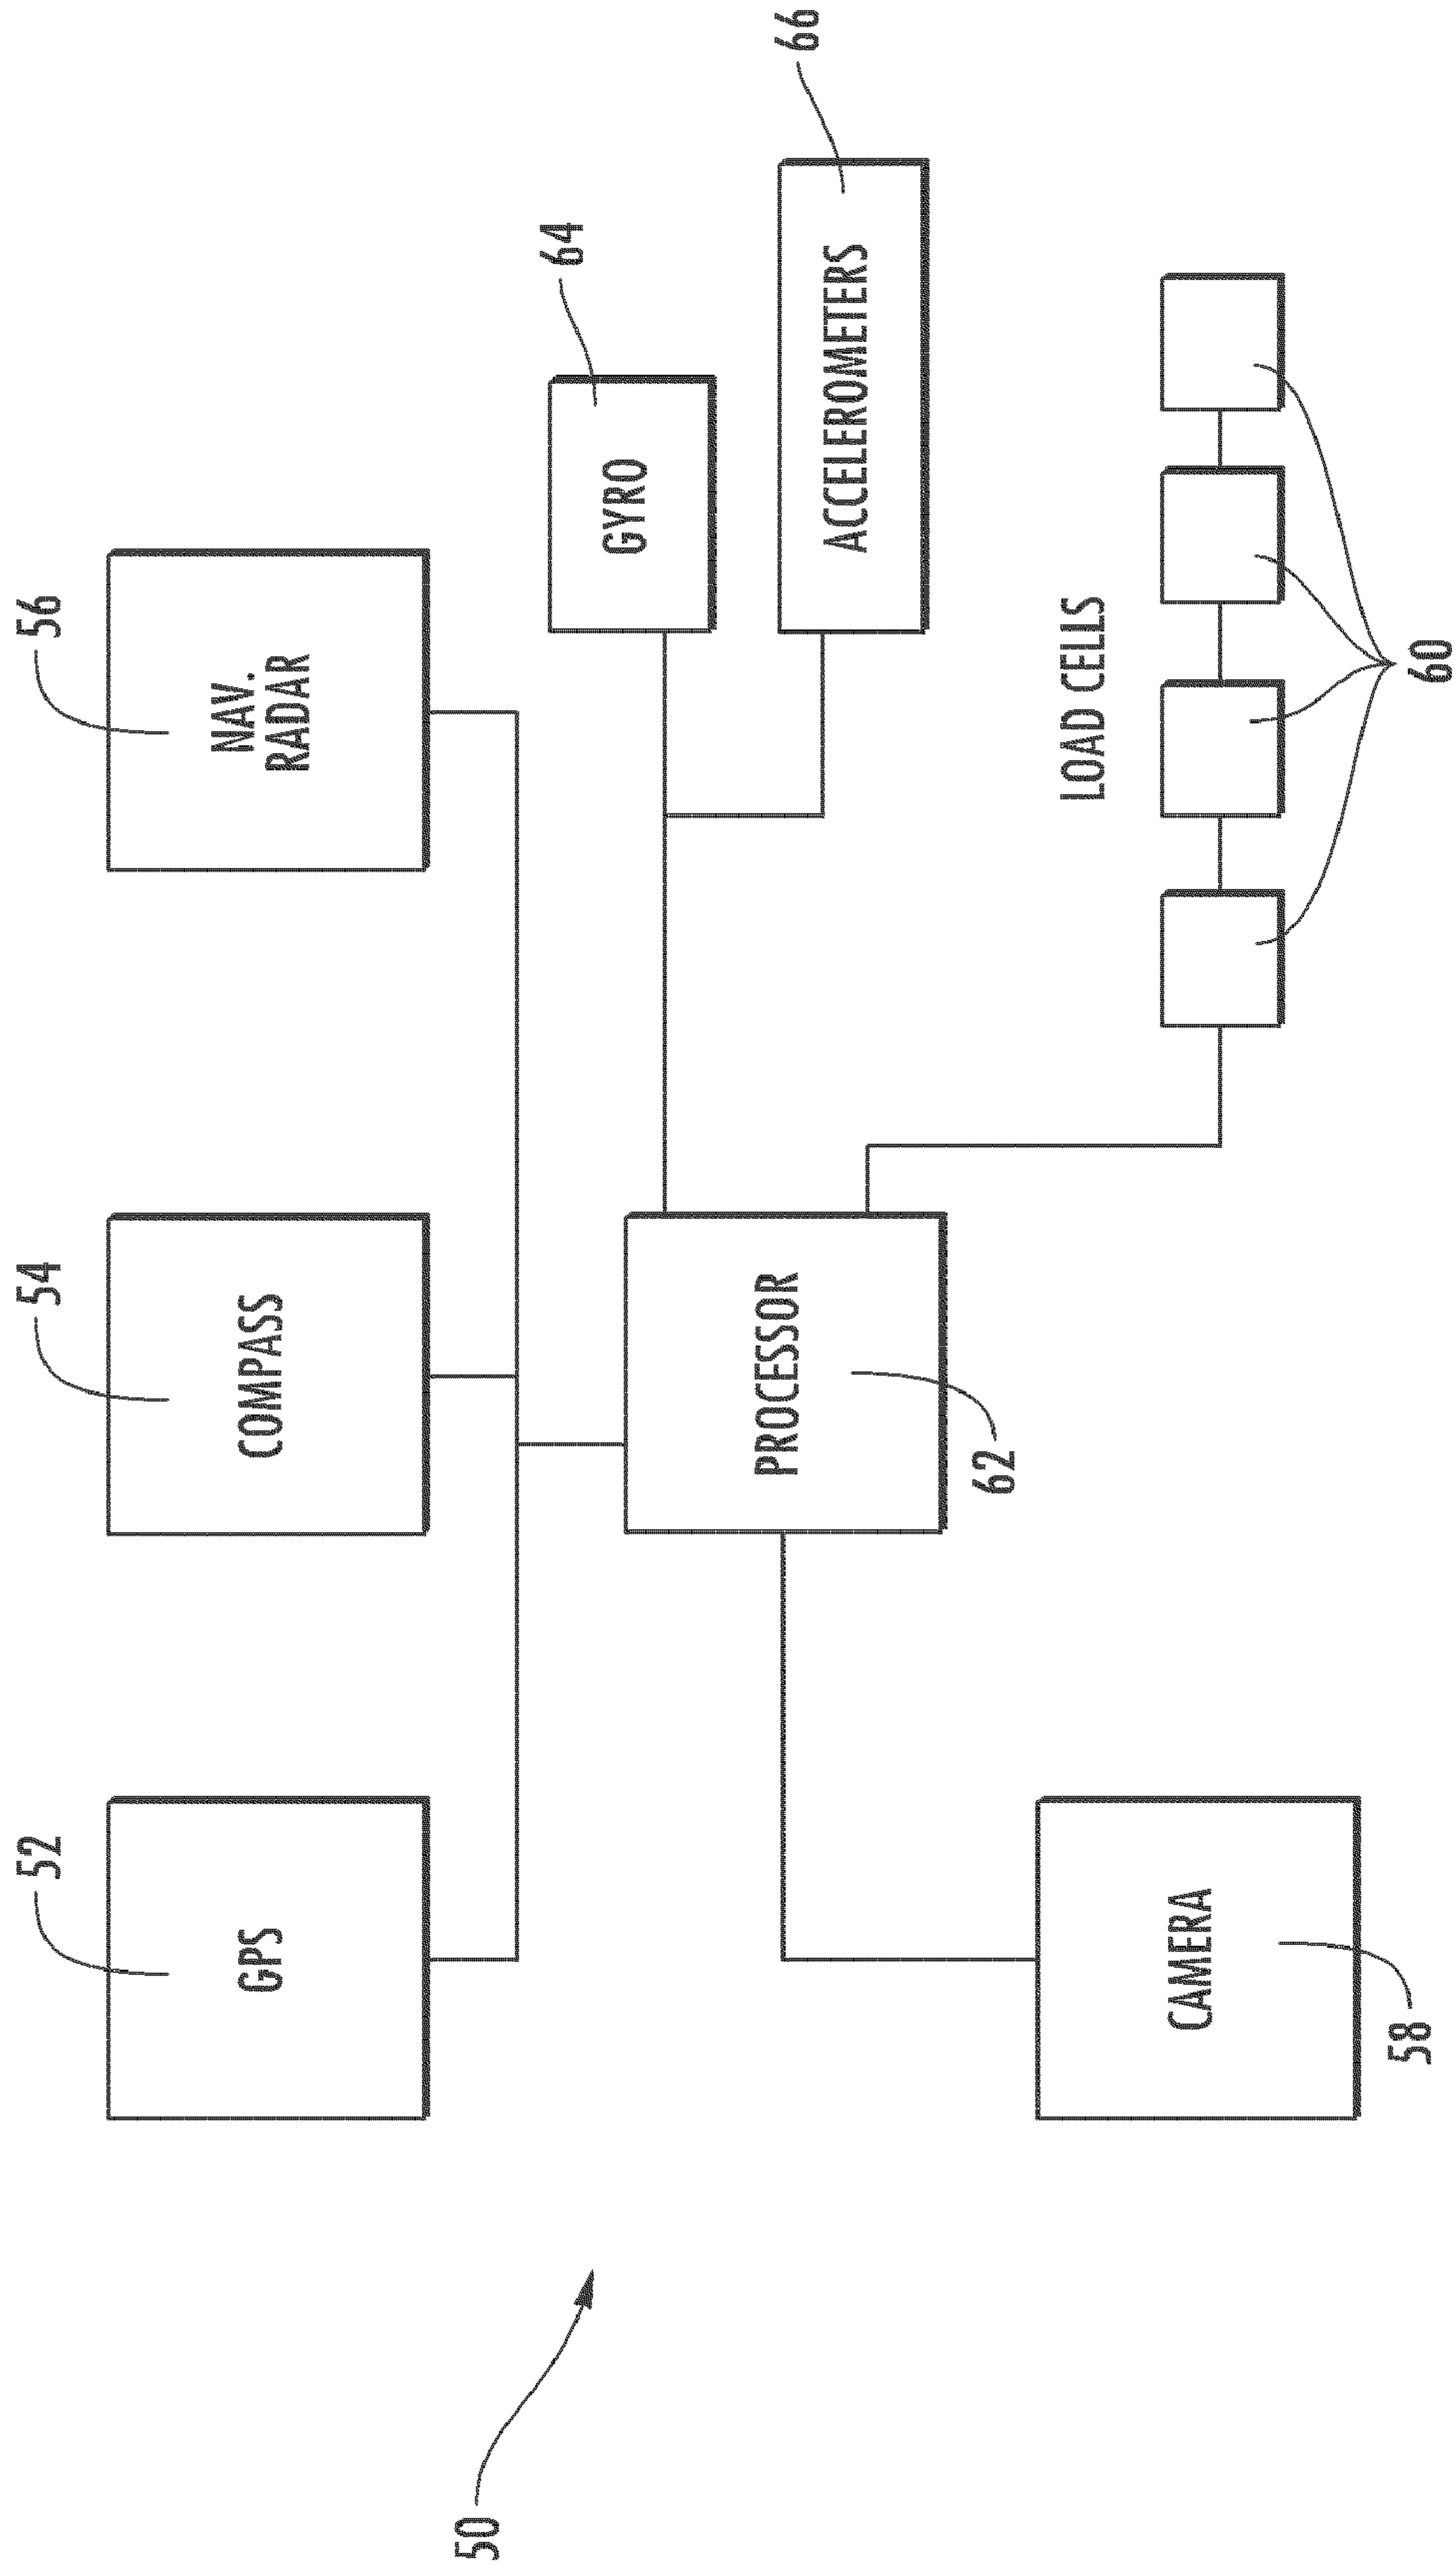 52
54
56
GPS
COMPASS
NAV.
RADAR
64
GYRO
66
ACCELEROMETERS
PROCESSOR
62
LOAD CELLS
60
CAMERA
58
50